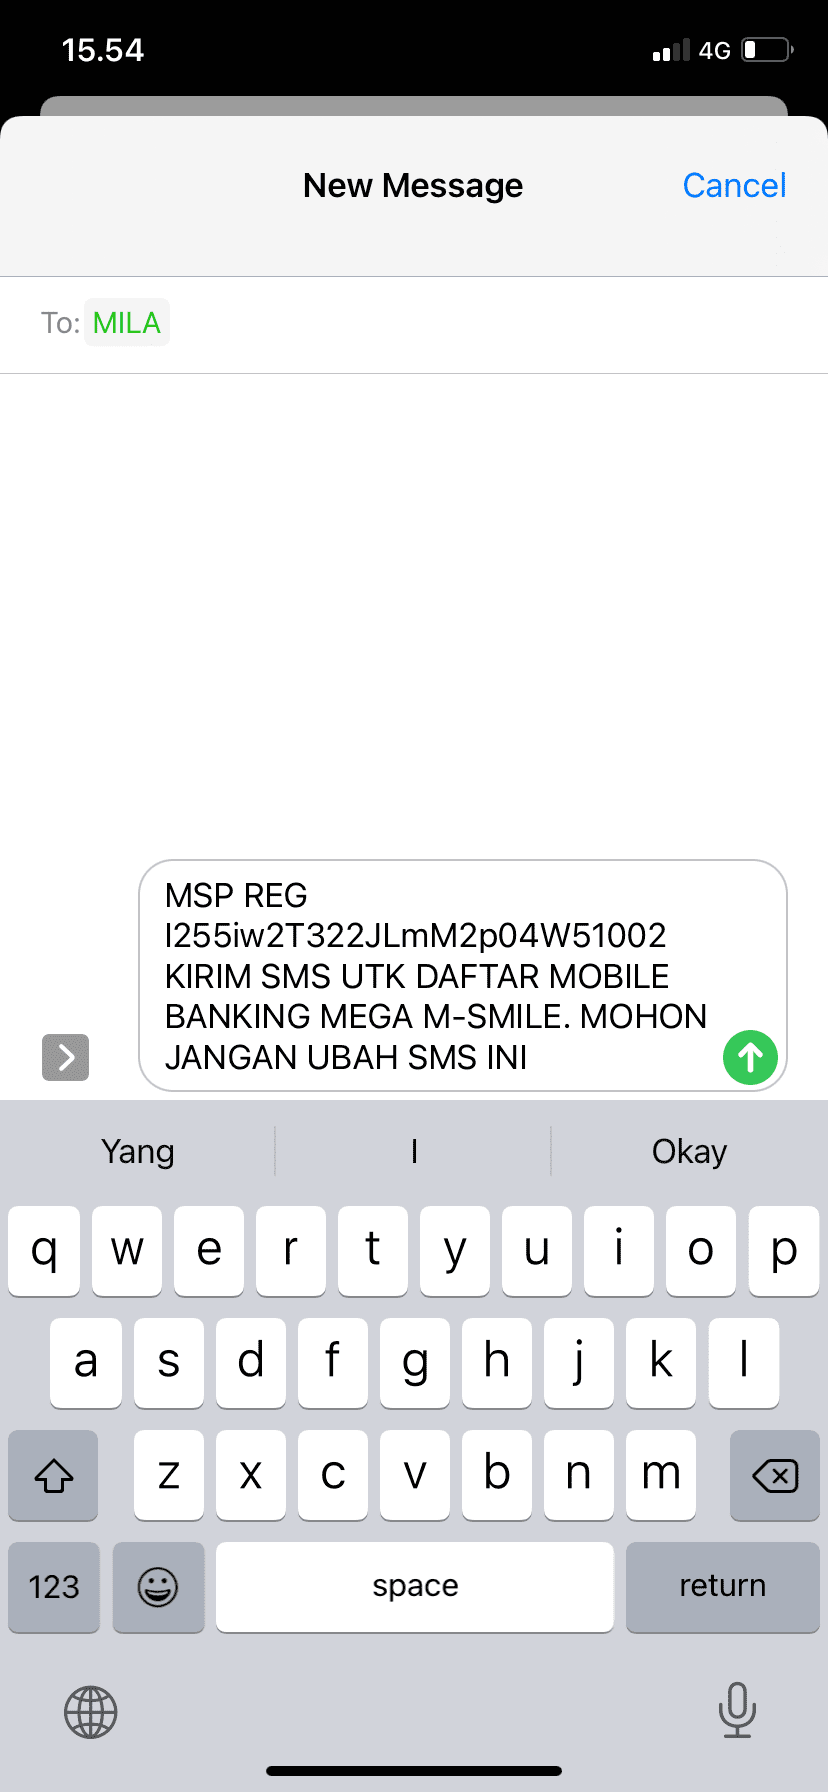 15.54
4G
New Message
Cancel
To: MILA
MSP REG
I255iw2T322JLmM2p04W51002
KIRIM SMS UTK DAFTAR MOBILE
BANKING MEGA M-SMILE. MOHON
JANGAN UBAH SMS INI
Yang I Okay
q w e r t y u i o p
a s d f g h j k l
z x c v b n m
123 space return